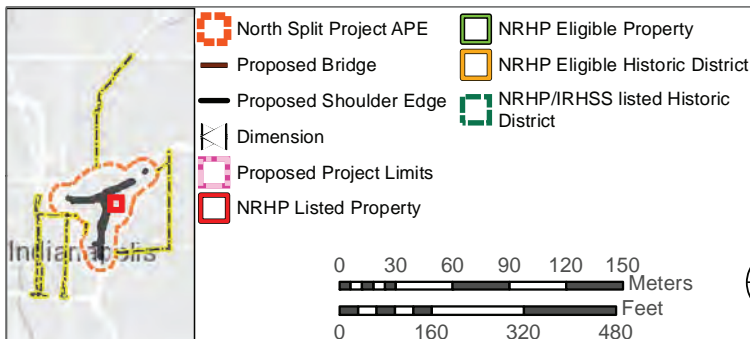 North Split Project APE
Proposed Bridge
Proposed Shoulder Edge
Dimension
Proposed Project Limits
NRHP Listed Property
NRHP Eligible Property
NRHP Eligible Historic District
NRHP/IRHSS listed Historic
District
Indianapolis
0 30 60 90 120 150
Meters
Feet
0 160 320 480